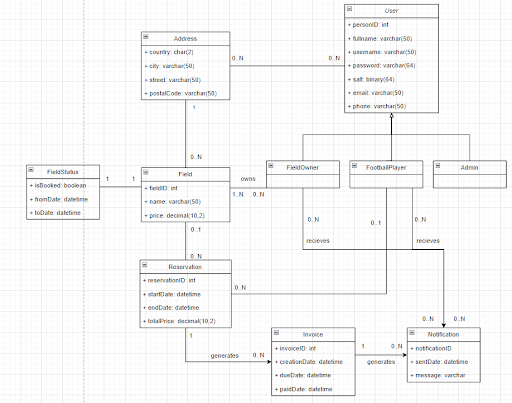 User
+ personID: int
+ fullname: varchar(50)
+ username: varchar(50)
+ password: varchar(64)
+ salt: binary(64)
+ email: varchar(50)
+ phone: varchar(50)
Address
+ country: char(2)
+ city: varchar(50)
+ street: varchar(50)
+ postalCode: varchar(50)
0..N
0..N
1
0..N
FieldStatus
+ isBooked: boolean
+ fromDate: datetime
+ toDate: datetime
1
1
Field
+ fieldID: int
+ name: varchar(50)
+ price: decimal(10,2)
owns
1..N
0..N
FieldOwner
FootballPlayer
Admin
0..1
0..N
0..N
0..1
0..N
recieves
recieves
Reservation
+ reservationID: int
+ startDate: datetime
+ endDate: datetime
+ totalPrice: decimal(10,2)
0..N
0..N
0..N
1
generates
0..N
Invoice
+ invoiceID: int
+ creationDate: datetime
+ dueDate: datetime
+ paidDate: datetime
1
0..N
generates
Notification
+ notificationID
+ sentDate: datetime
+ message: varchar